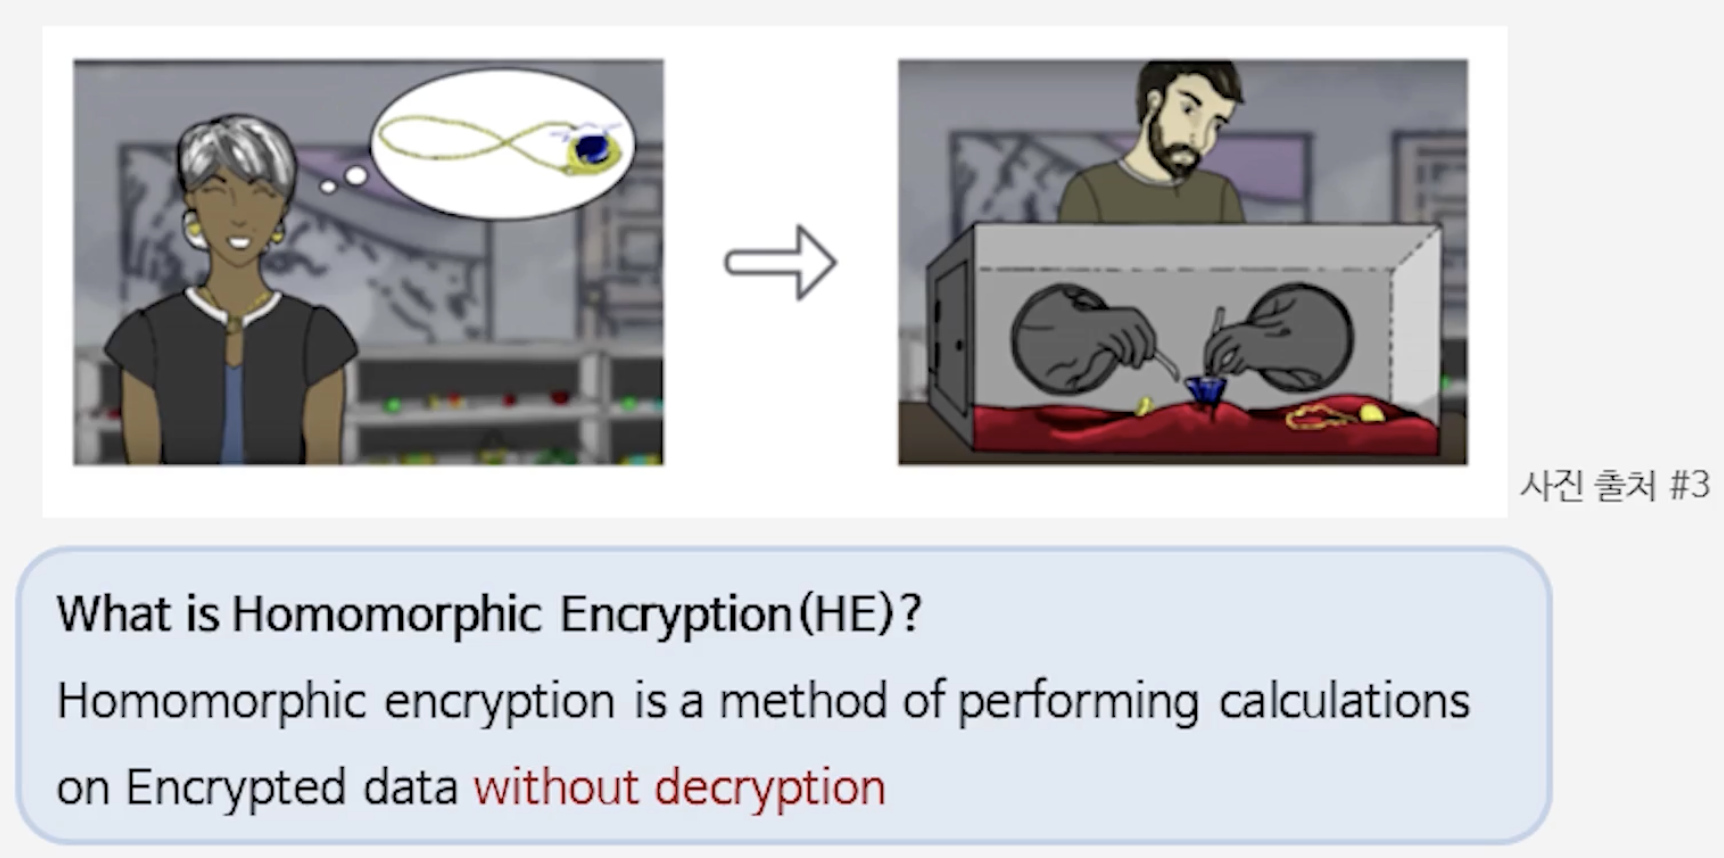 사진 출처 #3
What is Homomorphic Encryption(HE)?
Homomorphic encryption is a method of performing calculations
on Encrypted data without decryption